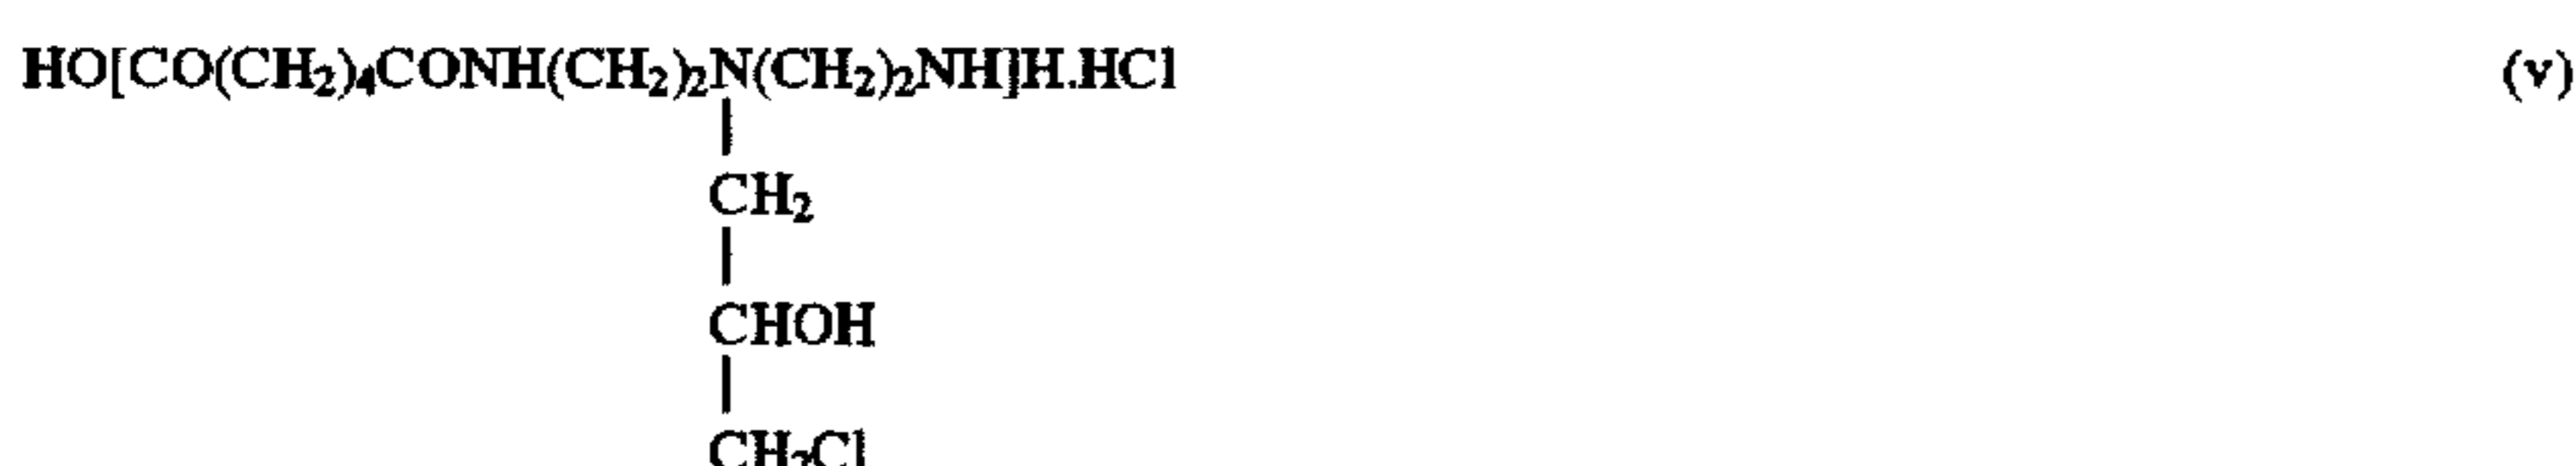 HO[CO(CH₂)₄CONH(CH₂)₂N(CH₂)₂NH]H.HCl (v)
CH₂
CHOH
CH₂Cl